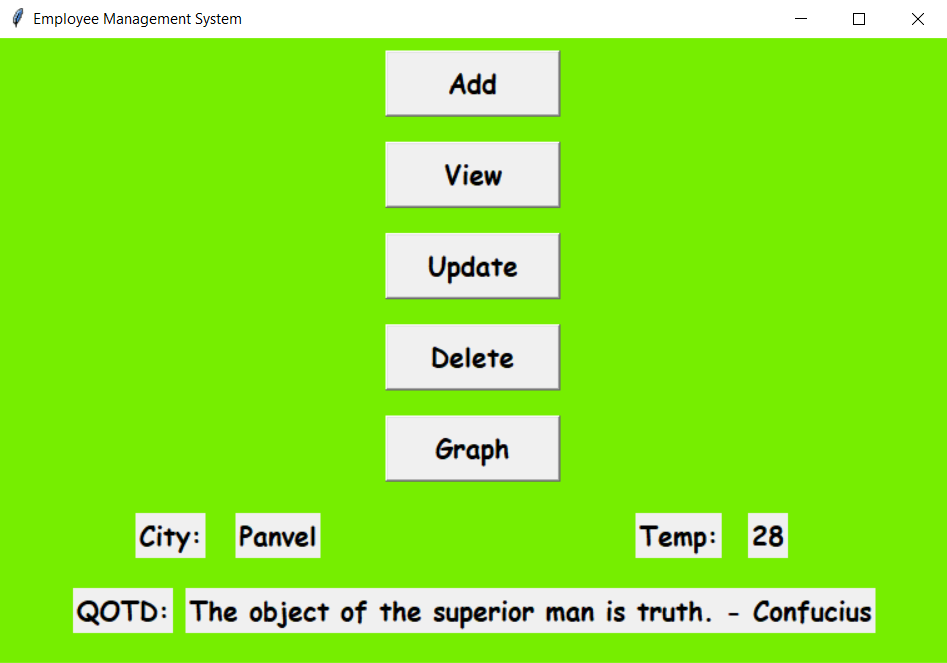 Employee Management System
Add
View
Update
Delete
Graph
City: Panvel Temp: 28
QOTD: The object of the superior man is truth. - Confucius